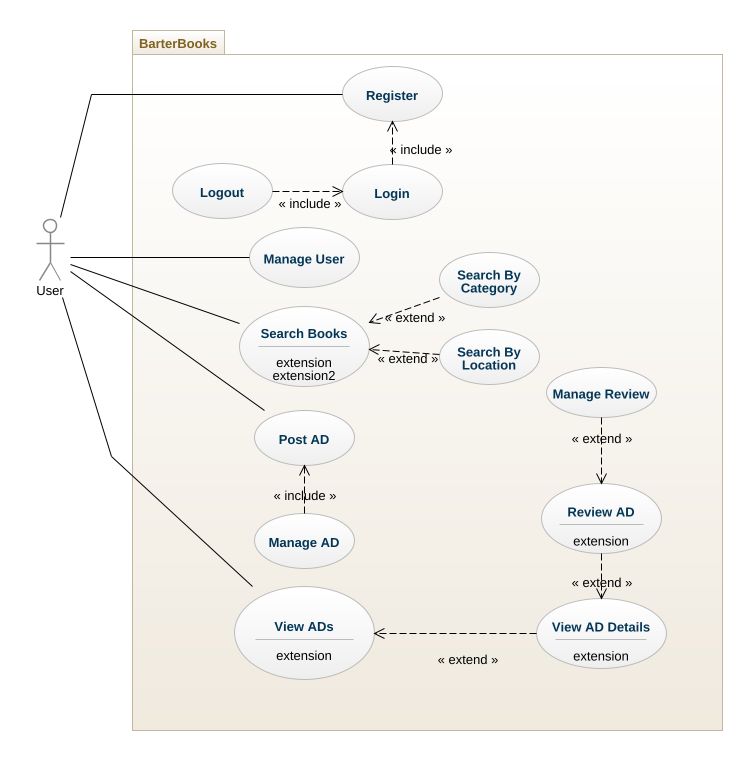 BarterBooks
Register
« include »
Logout
Login
« include »
Manage User
User
Search By
Category
« extend »
Search Books
extension
extension2
Search By
Location
« extend »
Manage Review
« extend »
Post AD
« include »
Manage AD
Review AD
extension
« extend »
View ADs
extension
View AD Details
extension
« extend »